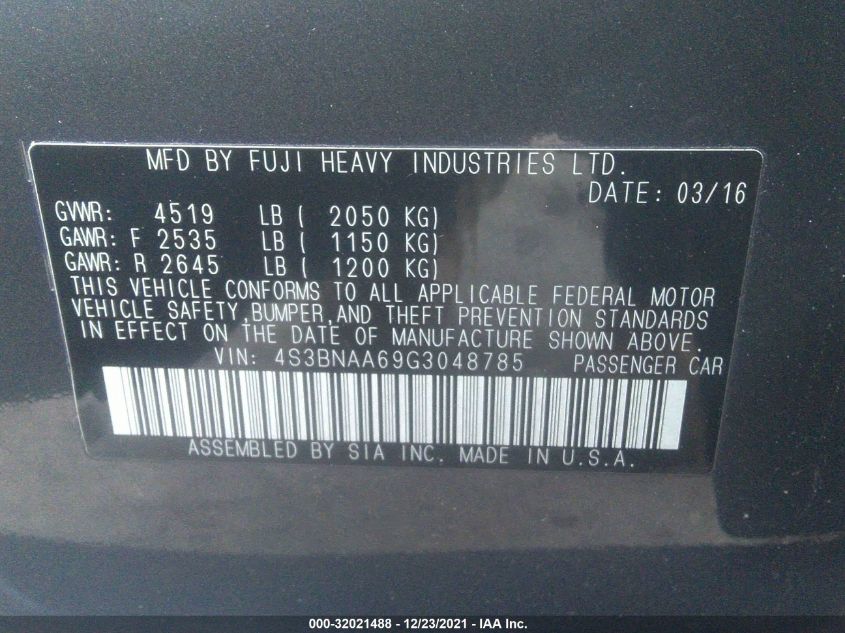 MFD BY FUJI HEAVY INDUSTRIES LTD.
DATE: 03/16
GVWR: 4519 LB ( 2050 KG)
GAWR: F 2535 LB ( 1150 KG)
GAWR: R 2645 LB ( 1200 KG)
THIS VEHICLE CONFORMS TO ALL APPLICABLE FEDERAL MOTOR
VEHICLE SAFETY, BUMPER, AND THEFT PREVENTION STANDARDS
IN EFFECT ON THE DATE OF MANUFACTURE SHOWN ABOVE.
VIN: 4S3BNAA69G3048785 PASSENGER CAR
ASSEMBLED BY SIA INC. MADE IN U.S.A.
000-32021488 - 12/23/2021 - IAA Inc.